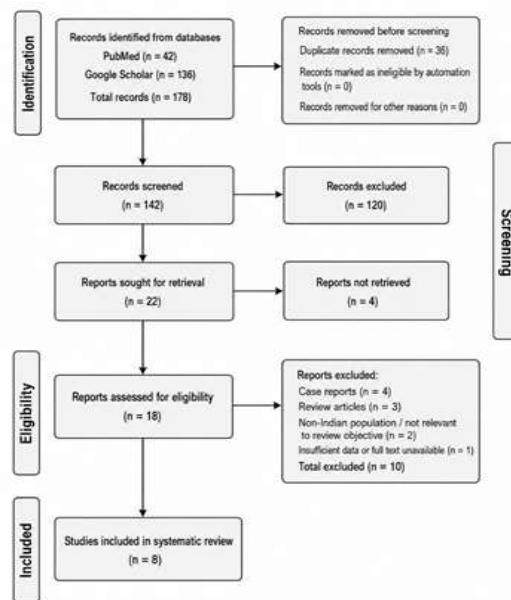 Identification
Records identified from databases
PubMed (n = 42)
Google Scholar (n = 136)
Total records (n = 178)
Records removed before screening
Duplicate records removed (n = 36)
Records marked as ineligible by automation
tools (n = 0)
Records removed for other reasons (n = 0)
Screening
Records screened
(n = 142)
Records excluded
(n = 120)
Reports sought for retrieval
(n = 22)
Reports not retrieved
(n = 4)
Eligibility
Reports assessed for eligibility
(n = 18)
Reports excluded:
Case reports (n = 4)
Review articles (n = 3)
Non-Indian population / not relevant
to review objective (n = 2)
Insufficient data or full text unavailable (n = 1)
Total excluded (n = 10)
Included
Studies included in systematic review
(n = 8)